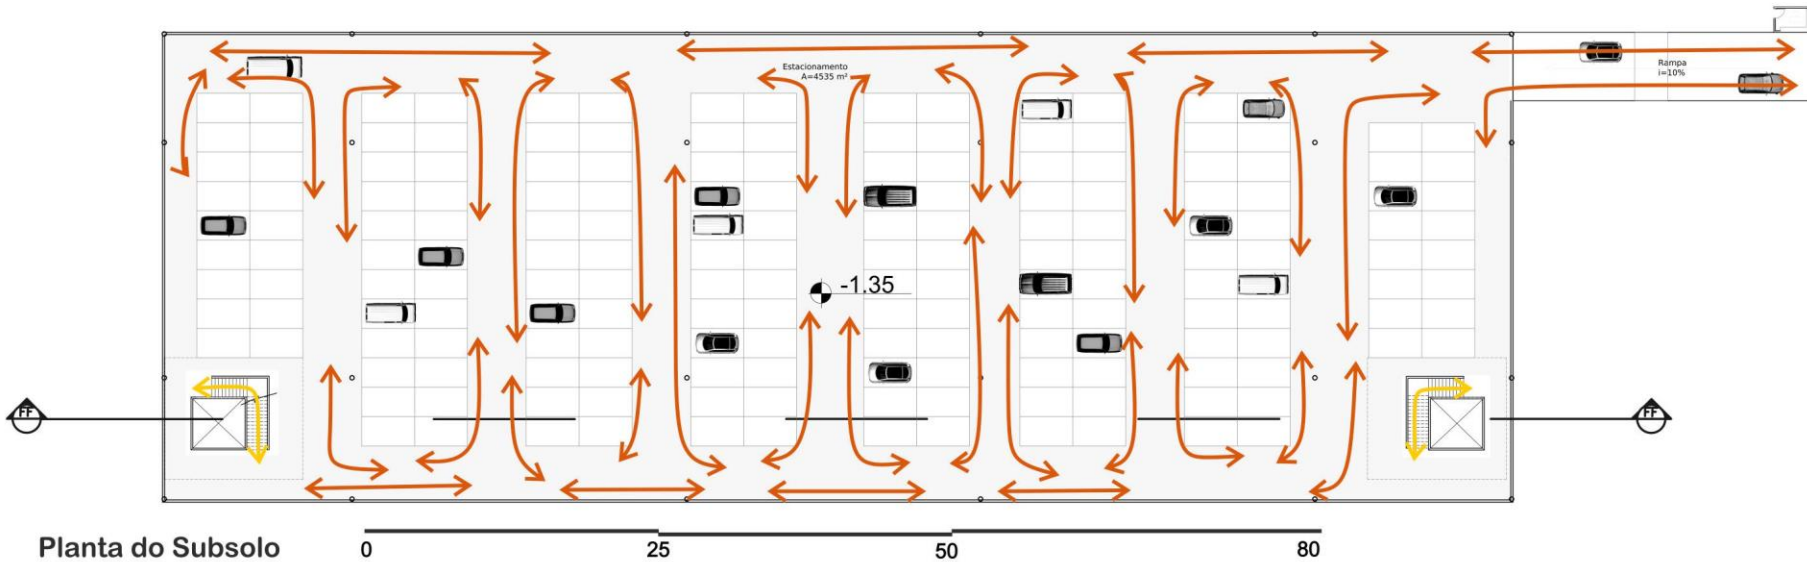 Estacionamento
A=4535 m²
Rampa
i=10%
-1.35
FF
FF
Planta do Subsolo
0 25 50 80